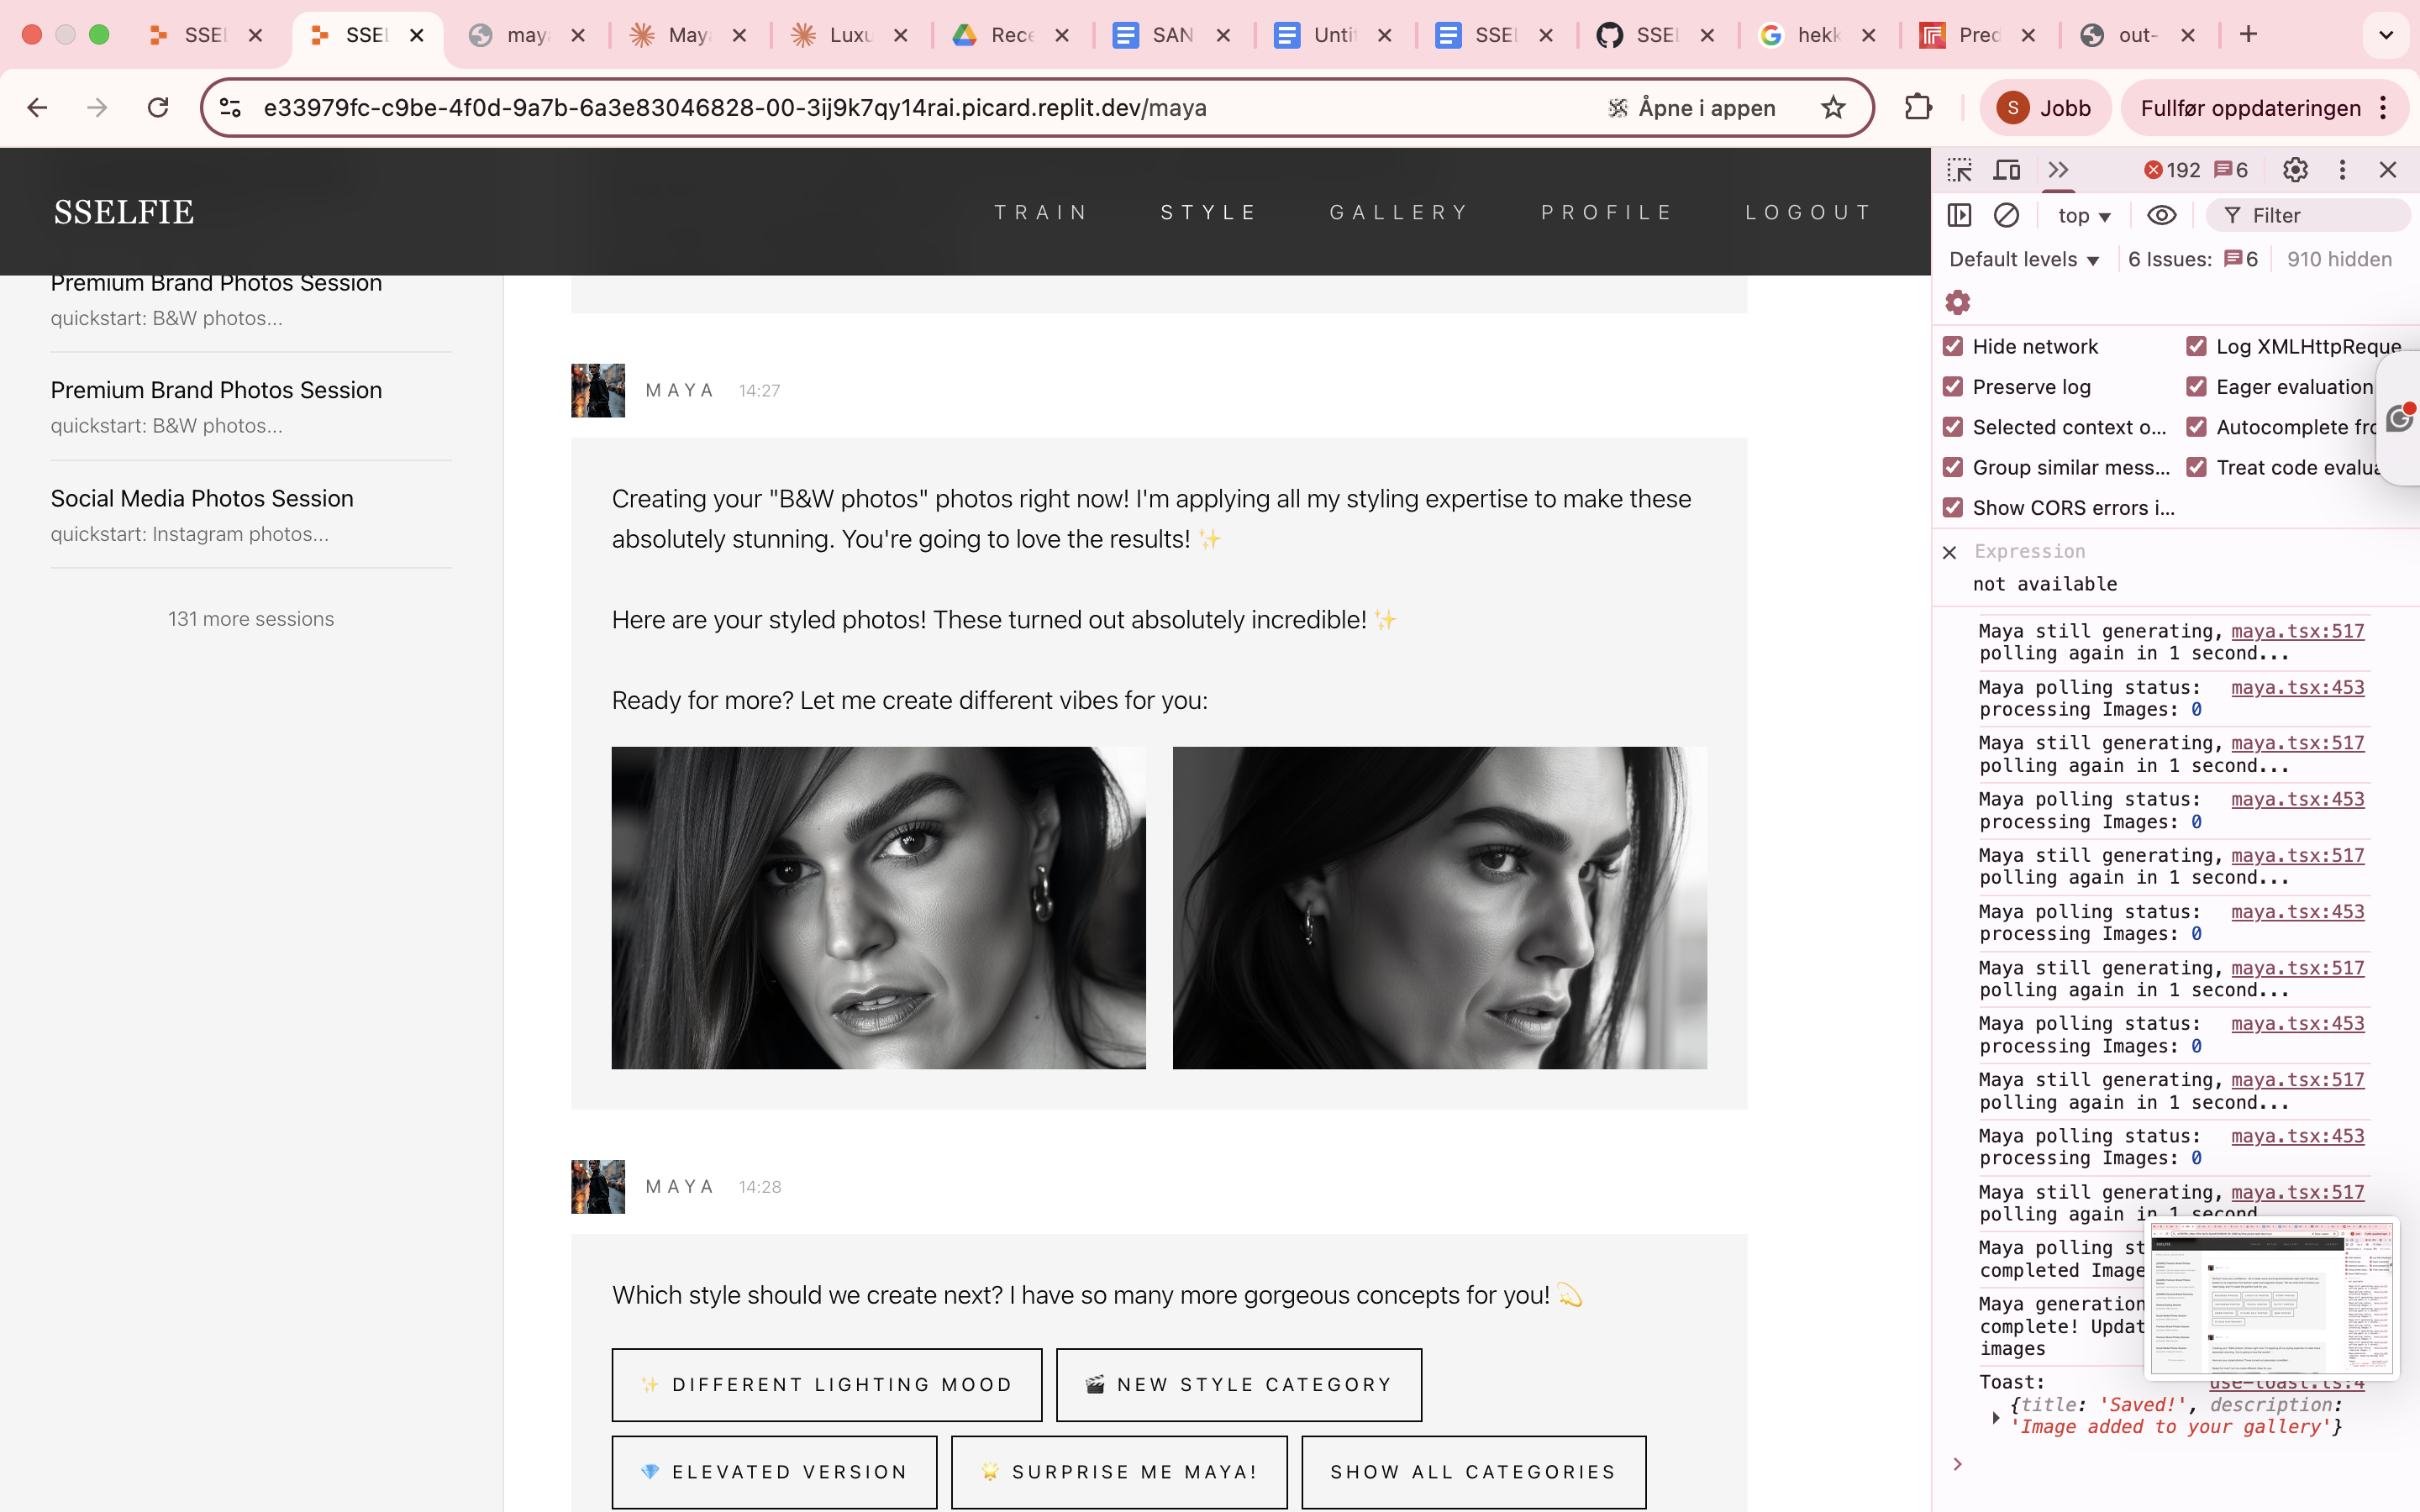 SSEL
SSEL
may
May
Luxu
Rece
SAN
Unti
SSEL
SSEL
hekk
Pred
out-
e33979fc-c9be-4f0d-9a7b-6a3e83046828-00-3ij9k7qy14rai.picard.replit.dev/maya
Åpne i appen
S Jobb
Fullfør oppdateringen
SSELFIE
TRAIN
STYLE
GALLERY
PROFILE
LOGOUT
Premium Brand Photos Session
quickstart: B&W photos...
Premium Brand Photos Session
quickstart: B&W photos...
Social Media Photos Session
quickstart: Instagram photos...
131 more sessions
MAYA 14:27
Creating your "B&W photos" photos right now! I'm applying all my styling expertise to make these
absolutely stunning. You're going to love the results! ✨
Here are your styled photos! These turned out absolutely incredible! ✨
Ready for more? Let me create different vibes for you:
MAYA 14:28
Which style should we create next? I have so many more gorgeous concepts for you! 💫
✨ DIFFERENT LIGHTING MOOD
🎬 NEW STYLE CATEGORY
💎 ELEVATED VERSION
🌟 SURPRISE ME MAYA!
SHOW ALL CATEGORIES
192 6
top Filter
Default levels 6 Issues: 6 910 hidden
Hide network Log XMLHttpReque
Preserve log Eager evaluation
Selected context o... Autocomplete fro
Group similar mess... Treat code evalua
Show CORS errors i...
Expression
not available
Maya still generating, maya.tsx:517
polling again in 1 second...
Maya polling status: maya.tsx:453
processing Images: 0
Maya still generating, maya.tsx:517
polling again in 1 second...
Maya polling status: maya.tsx:453
processing Images: 0
Maya still generating, maya.tsx:517
polling again in 1 second...
Maya polling status: maya.tsx:453
processing Images: 0
Maya still generating, maya.tsx:517
polling again in 1 second...
Maya polling status: maya.tsx:453
processing Images: 0
Maya still generating, maya.tsx:517
polling again in 1 second...
Maya polling status: maya.tsx:453
processing Images: 0
Maya still generating, maya.tsx:517
polling again in 1 second
Maya polling st
completed Image
Maya generation
complete! Updat
images
Toast: use-toast.ts:4
{title: 'Saved!', description:
'Image added to your gallery'}